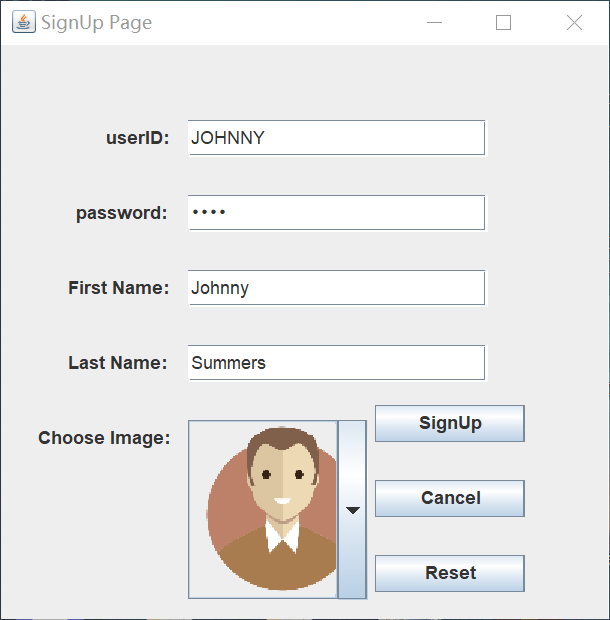 SignUp Page
userID: JOHNNY
password: ••••
First Name: Johnny
Last Name: Summers
Choose Image:
SignUp
Cancel
Reset